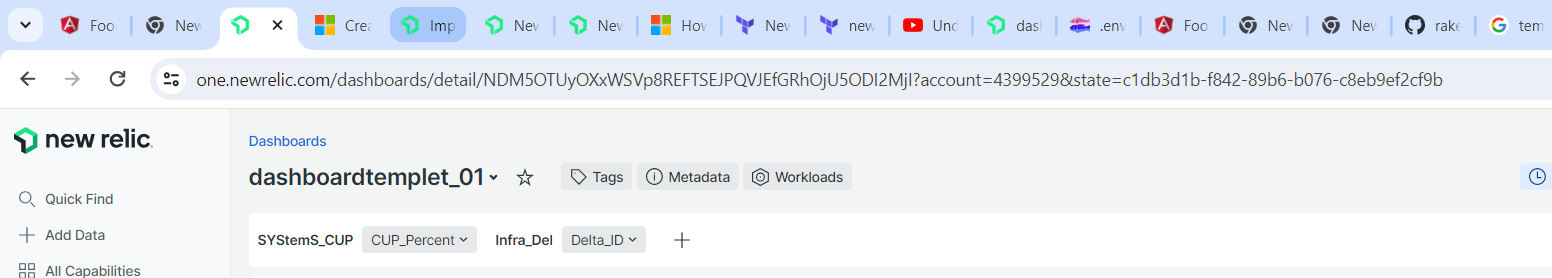 Foo New Crea Imp New New How New new Und dash .env Foo New New rake tem
one.newrelic.com/dashboards/detail/NDM5OTUyOXxWSVp8REFTSEJPQVJEfGRhOjU5ODI2MjI?account=4399529&state=c1db3d1b-f842-89b6-b076-c8eb9ef2cf9b
new relic.
Dashboards
dashboardtemplet_01
Tags Metadata Workloads
Quick Find
Add Data
SYStemS_CUP CUP_Percent Infra_Del Delta_ID
All Capabilities